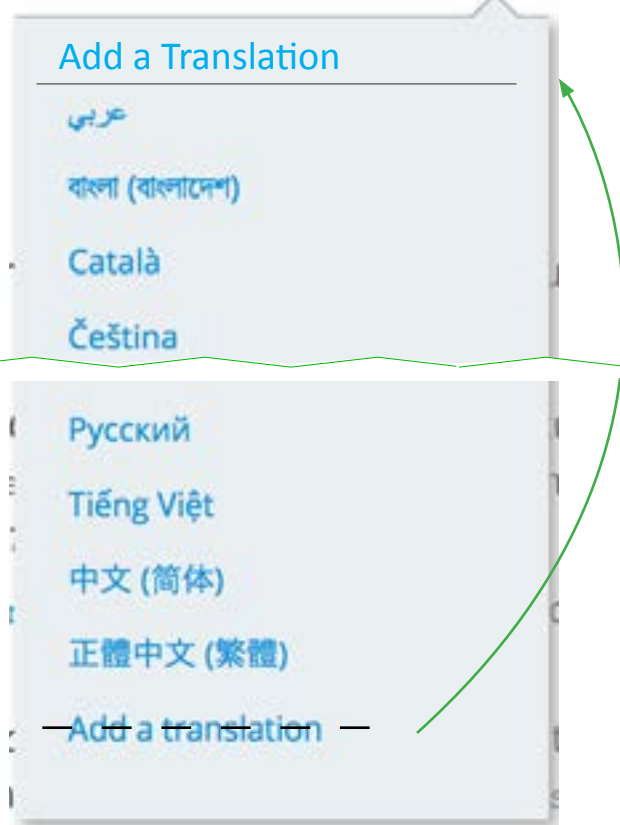 Add a Translation
عربي
বাংলা (বাংলাদেশ)
Català
Čeština
Русский
Tiếng Việt
中文 (简体)
正體中文 (繁體)
Add a translation